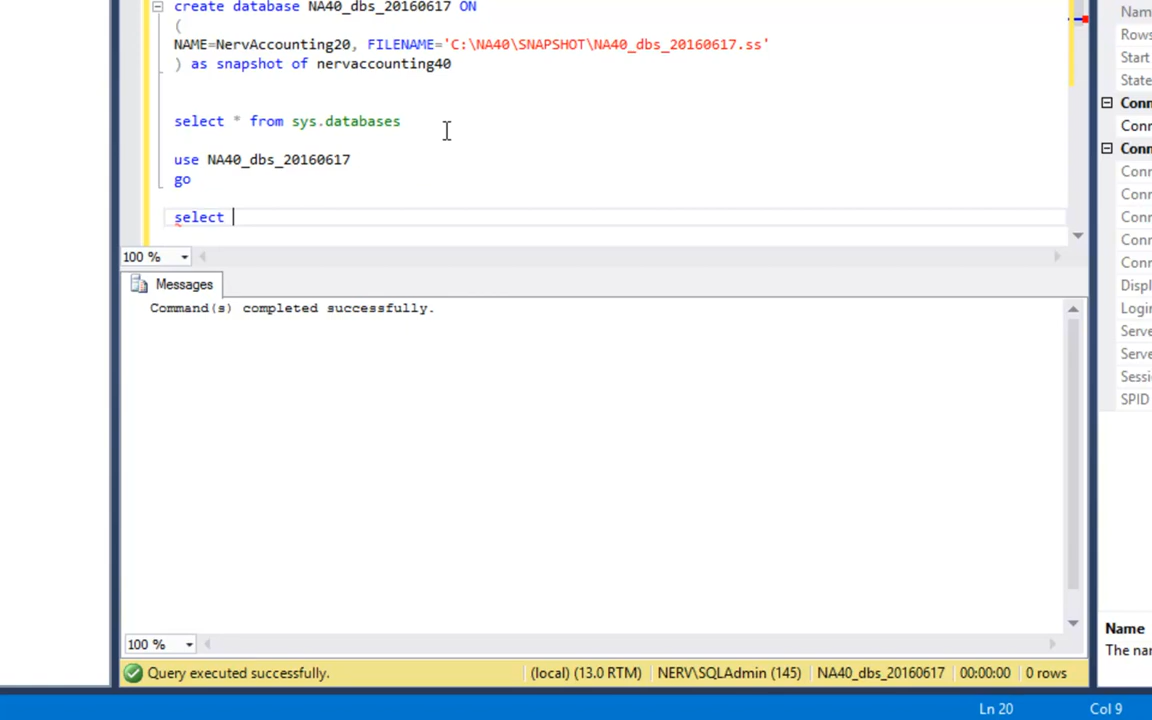 create database NA40_dbs_20160617 ON
(
NAME=NervAccounting20, FILENAME='C:\NA40\SNAPSHOT\NA40_dbs_20160617.ss'
) as snapshot of nervaccounting40
select * from sys.databases
use NA40_dbs_20160617
go
select
100 %
Messages
Command(s) completed successfully.
100 %
Query executed successfully.
(local) (13.0 RTM)
NERV\SQLAdmin (145)
NA40_dbs_20160617
00:00:00
0 rows
Ln 20
Col 9
Nam
Rows
Start
State
Conn
Conn
Conn
Conn
Conn
Conn
Conn
Conn
Displ
Login
Serve
Serve
Sessi
SPID
Name
The nar